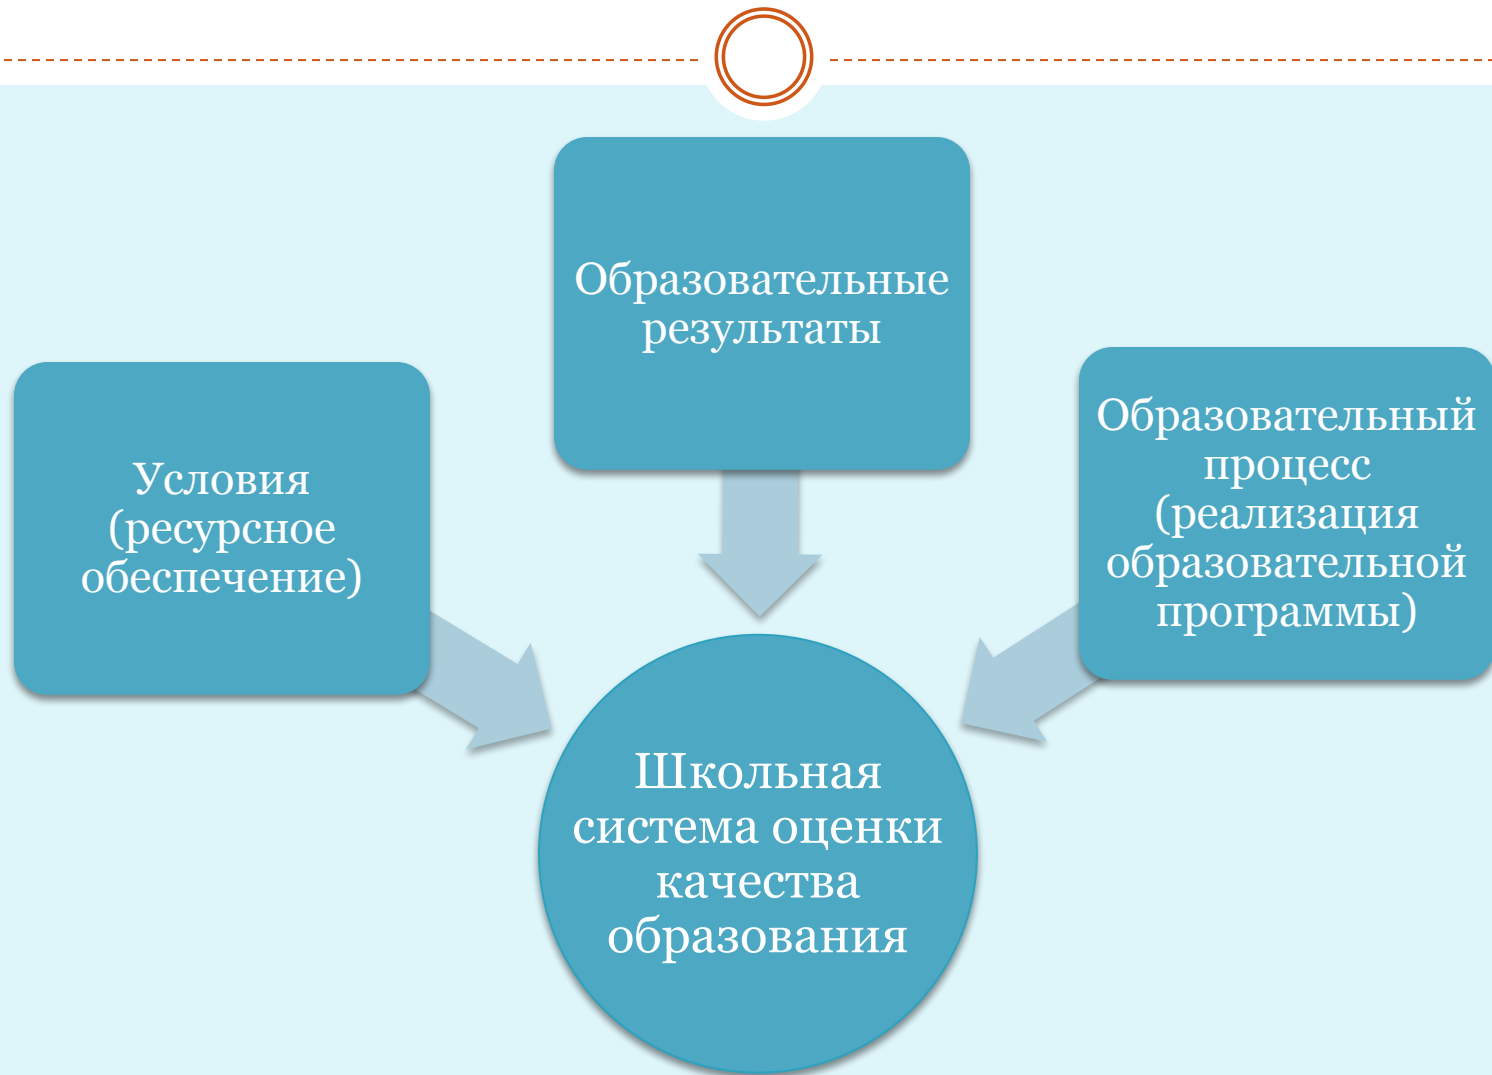 Образовательные
результаты
Условия
(ресурсное
обеспечение)
Образовательный
процесс
(реализация
образовательной
программы)
Школьная
система оценки
качества
образования